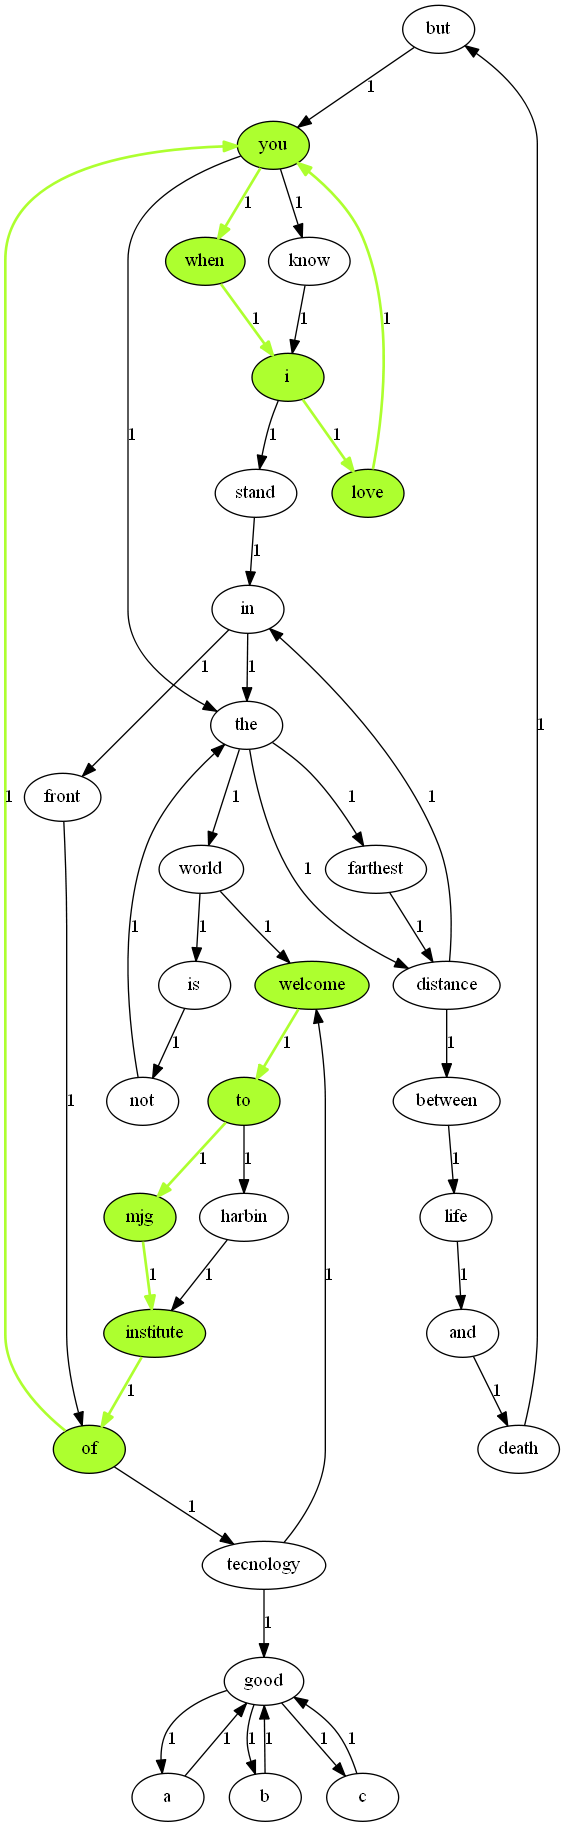 but
1
you
1 1
when know
1 1
i
1 1 1 1
stand love
1
in
1 1
the
1 1
front 1 1 1
world farthest
1
1 1 1 1
is welcome distance
1 1 1
not to between
1 1 1
mjg harbin life
1 1 1 1
institute and
1 1 1
of death
1
tecnology
1
good
1 1 1 1 1 1
a b c